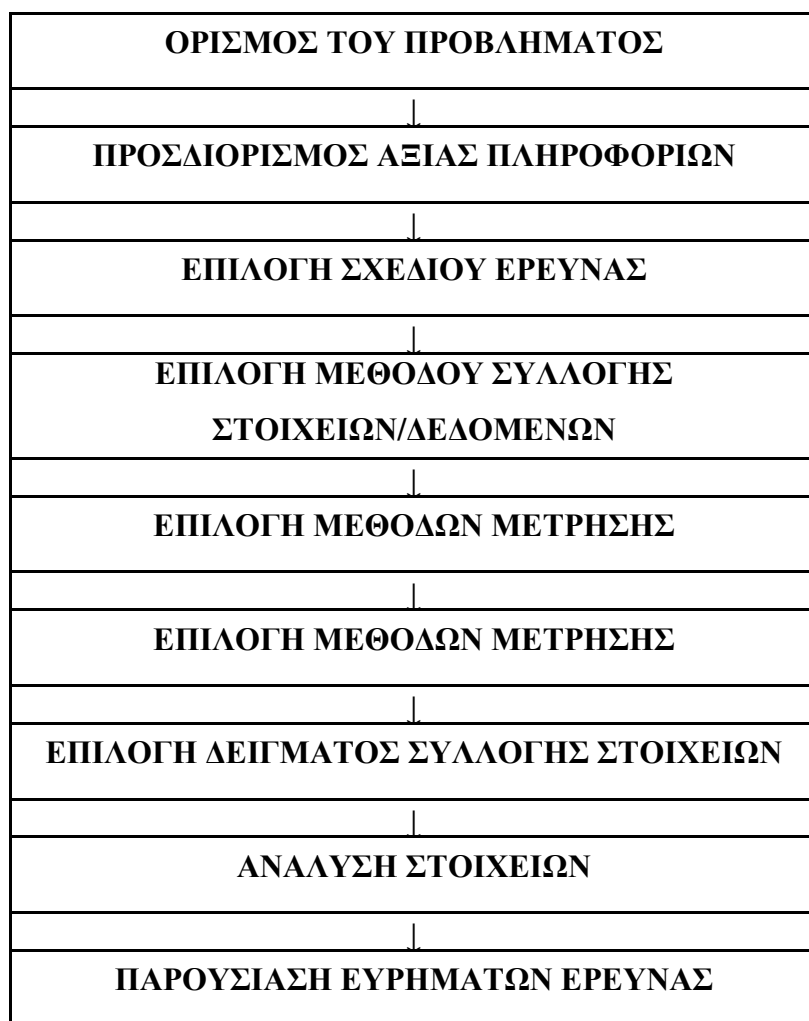 ΟΡΙΣΜΟΣ ΤΟΥ ΠΡΟΒΛΗΜΑΤΟΣ
↓
ΠΡΟΣΔΙΟΡΙΣΜΟΣ ΑΞΙΑΣ ΠΛΗΡΟΦΟΡΙΩΝ
↓
ΕΠΙΛΟΓΗ ΣΧΕΔΙΟΥ ΕΡΕΥΝΑΣ
↓
ΕΠΙΛΟΓΗ ΜΕΘΟΔΟΥ ΣΥΛΛΟΓΗΣ
ΣΤΟΙΧΕΙΩΝ/ΔΕΔΟΜΕΝΩΝ
↓
ΕΠΙΛΟΓΗ ΜΕΘΟΔΩΝ ΜΕΤΡΗΣΗΣ
↓
ΕΠΙΛΟΓΗ ΜΕΘΟΔΩΝ ΜΕΤΡΗΣΗΣ
↓
ΕΠΙΛΟΓΗ ΔΕΙΓΜΑΤΟΣ ΣΥΛΛΟΓΗΣ ΣΤΟΙΧΕΙΩΝ
↓
ΑΝΑΛΥΣΗ ΣΤΟΙΧΕΙΩΝ
↓
ΠΑΡΟΥΣΙΑΣΗ ΕΥΡΗΜΑΤΩΝ ΕΡΕΥΝΑΣ